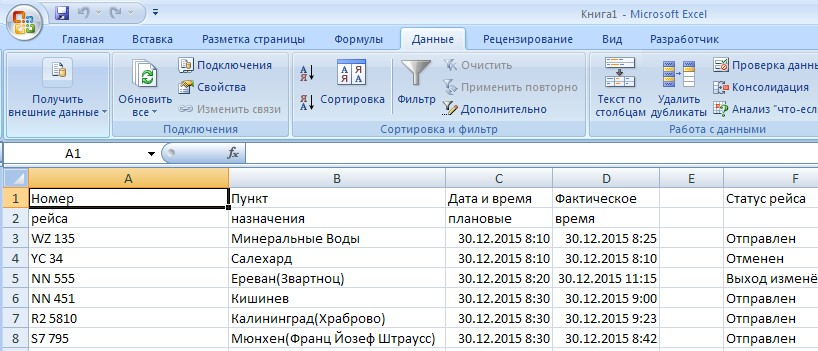 Книга1 - Microsoft Excel
Главная Вставка Разметка страницы Формулы Данные Рецензирование Вид Разработчик
Получить внешние данные
Обновить все
Подключения
Свойства
Изменить связи
Подключения
Сортировка
Фильтр
Очистить
Применить повторно
Дополнительно
Сортировка и фильтр
Текст по столбцам
Удалить дубликаты
Проверка данны
Консолидация
Анализ "что-есл
Работа с данными
A1 fx
A B C D E F
1 Номер Пункт Дата и время Фактическое Статус рейса
2 рейса назначения плановые время
3 WZ 135 Минеральные Воды 30.12.2015 8:10 30.12.2015 8:25 Отправлен
4 YC 34 Салехард 30.12.2015 8:10 30.12.2015 8:10 Отменен
5 NN 555 Ереван(Звартноц) 30.12.2015 8:20 30.12.2015 11:15 Выход изменё
6 NN 451 Кишинев 30.12.2015 8:30 30.12.2015 9:00 Отправлен
7 R2 5810 Калининград(Храброво) 30.12.2015 8:30 30.12.2015 9:23 Отправлен
8 S7 795 Мюнхен(Франц Йозеф Штраусс) 30.12.2015 8:30 30.12.2015 8:42 Отправлен